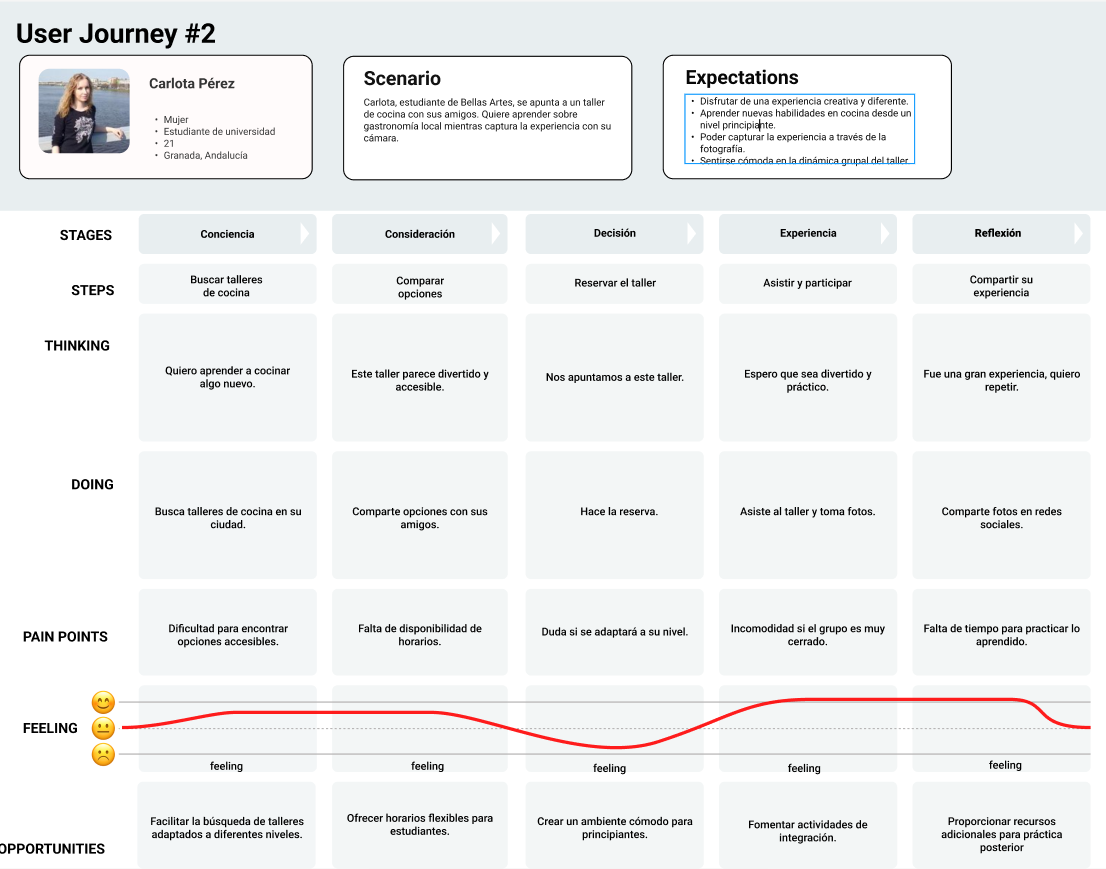 User Journey #2
Carlota Pérez
• Mujer
• Estudiante de universidad
• 21
• Granada, Andalucía
Scenario
Carlota, estudiante de Bellas Artes, se apunta a un taller
de cocina con sus amigos. Quiere aprender sobre
gastronomía local mientras captura la experiencia con su
cámara.
Expectations
• Disfrutar de una experiencia creativa y diferente.
• Aprender nuevas habilidades en cocina desde un
nivel principiante.
• Poder capturar la experiencia a través de la
fotografía.
• Sentirse cómoda en la dinámica grupal del taller.
STAGES
Conciencia
Consideración
Decisión
Experiencia
Reflexión
STEPS
Buscar talleres
de cocina
Comparar
opciones
Reservar el taller
Asistir y participar
Compartir su
experiencia
THINKING
Quiero aprender a cocinar
algo nuevo.
Este taller parece divertido y
accesible.
Nos apuntamos a este taller.
Espero que sea divertido y
práctico.
Fue una gran experiencia, quiero
repetir.
DOING
Busca talleres de cocina en su
ciudad.
Comparte opciones con sus
amigos.
Hace la reserva.
Asiste al taller y toma fotos.
Comparte fotos en redes
sociales.
PAIN POINTS
Dificultad para encontrar
opciones accesibles.
Falta de disponibilidad de
horarios.
Duda si se adaptará a su nivel.
Incomodidad si el grupo es muy
cerrado.
Falta de tiempo para practicar lo
aprendido.
FEELING
feeling
feeling
feeling
feeling
feeling
OPPORTUNITIES
Facilitar la búsqueda de talleres
adaptados a diferentes niveles.
Ofrecer horarios flexibles para
estudiantes.
Crear un ambiente cómodo para
principiantes.
Fomentar actividades de
integración.
Proporcionar recursos
adicionales para práctica
posterior